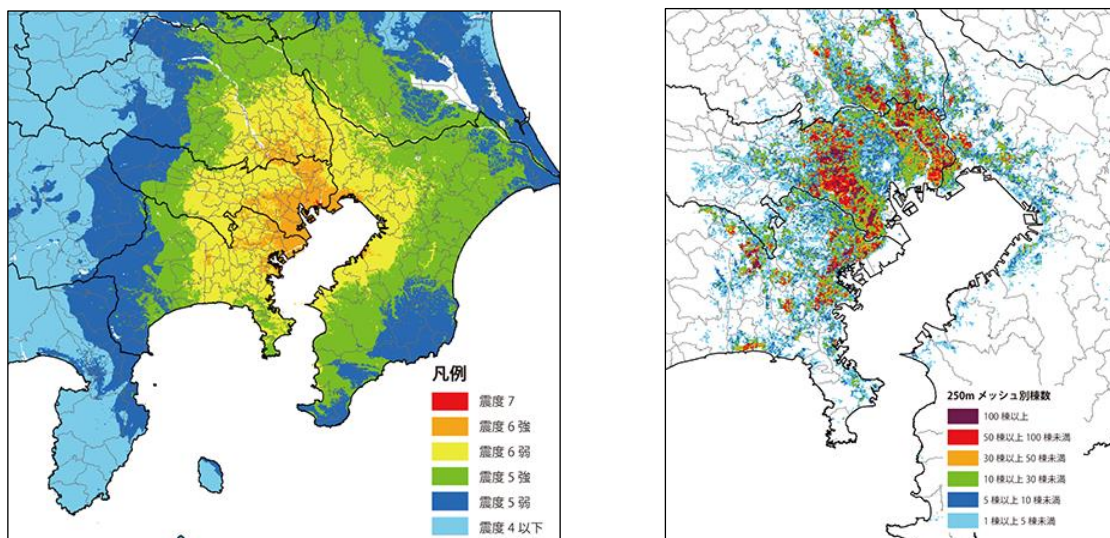 凡例
震度 7
震度 6 強
震度 6 弱
震度 5 強
震度 5 弱
震度 4 以下
250m メッシュ別棟数
100 棟以上
50 棟以上 100 棟未満
30 棟以上 50 棟未満
10 棟以上 30 棟未満
5 棟以上 10 棟未満
1 棟以上 5 棟未満